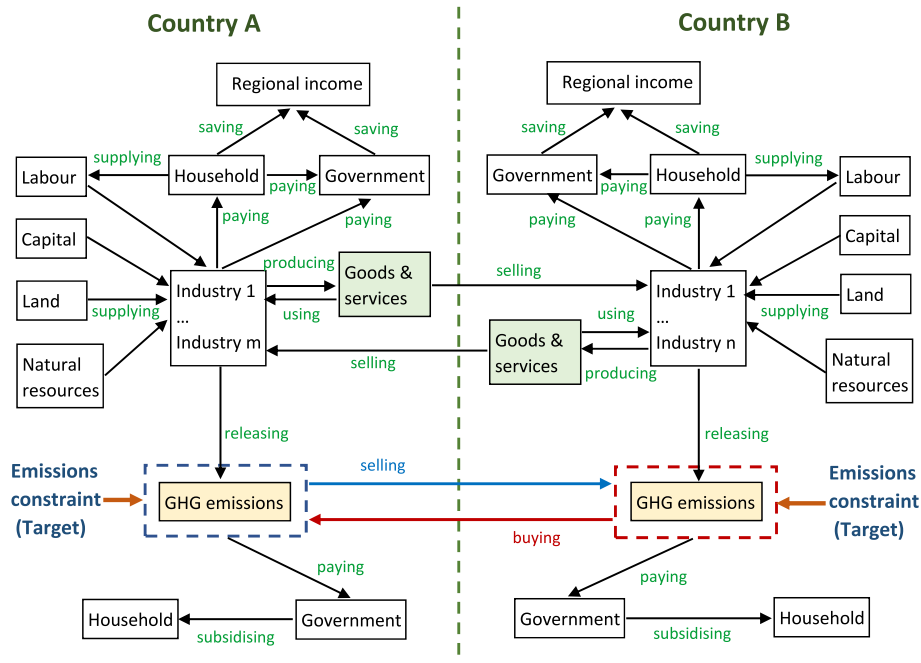 Country A
Country B
Regional income
Regional income
saving
saving
saving
saving
supplying
supplying
Labour
Household
paying
Government
Government
paying
Household
Labour
paying
paying
paying
paying
Capital
Capital
producing
Goods &
services
selling
Industry 1
...
Industry m
Industry 1
...
Industry n
Land
supplying
using
using
supplying
Land
Goods &
services
selling
producing
Natural
resources
Natural
resources
releasing
releasing
Emissions
constraint
(Target)
selling
Emissions
constraint
(Target)
GHG emissions
GHG emissions
buying
paying
paying
Household
subsidising
Government
Government
subsidising
Household